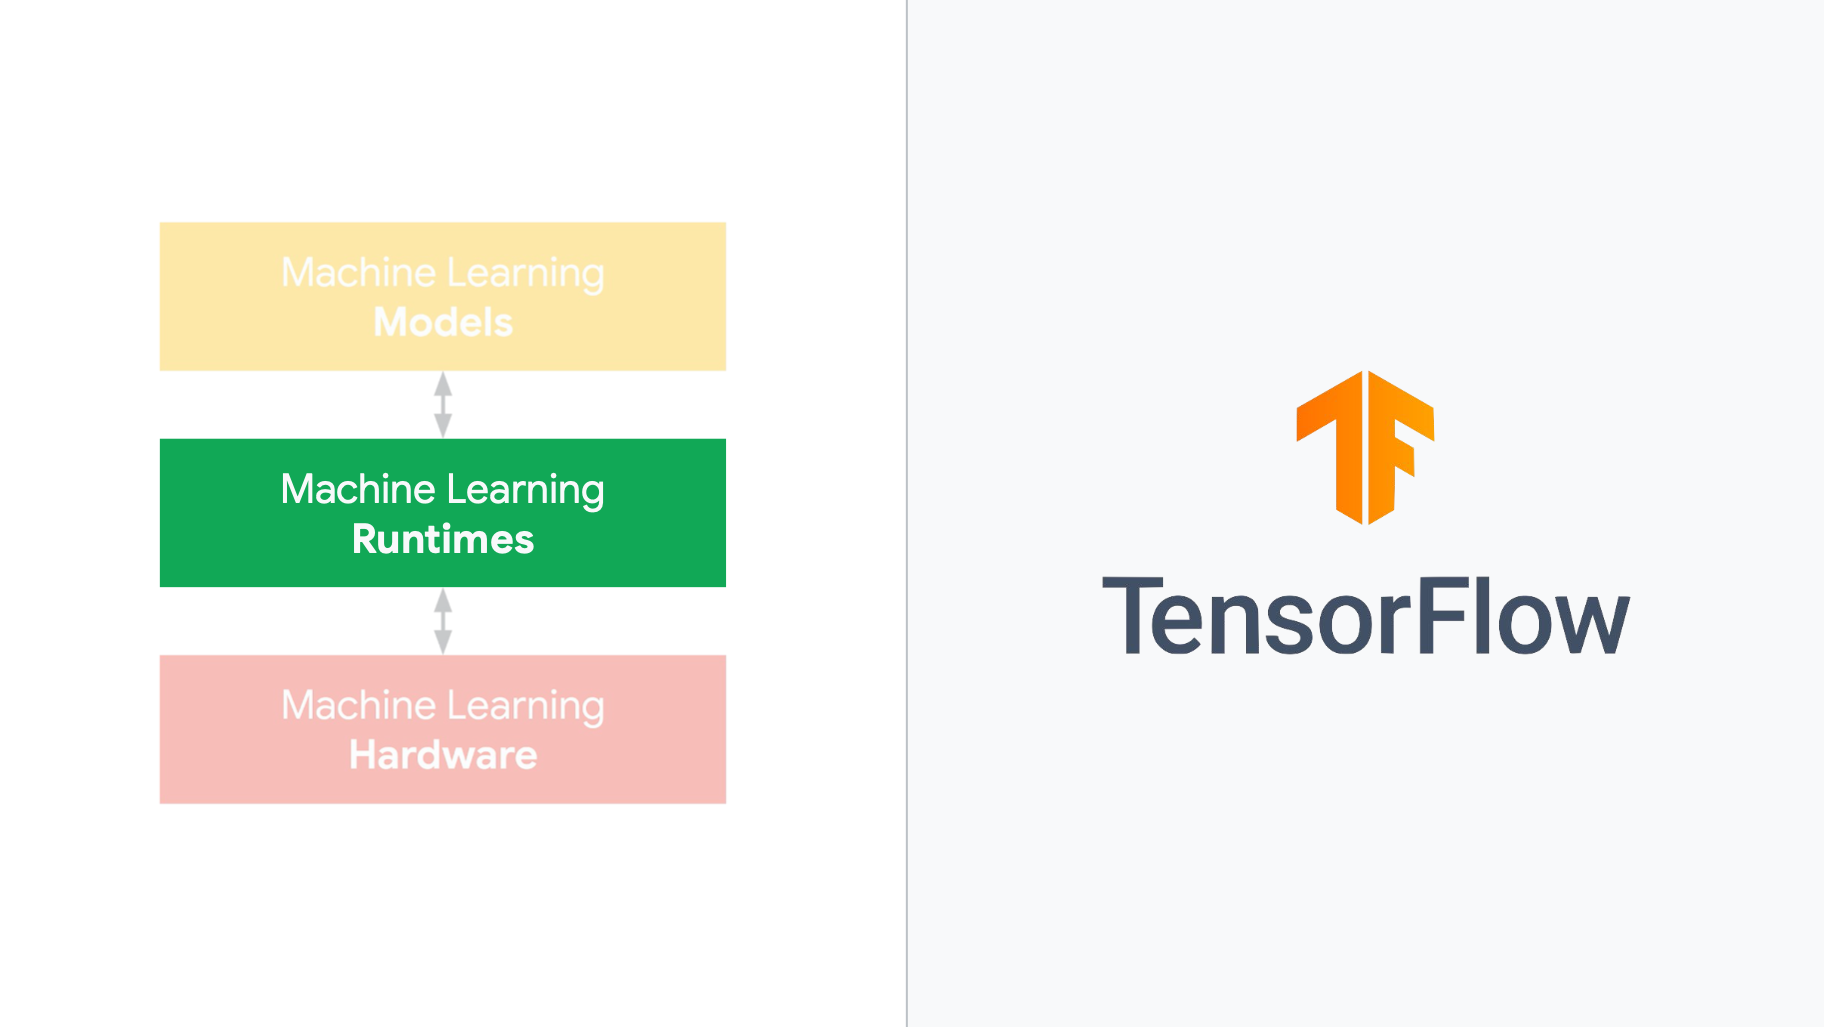 Machine Learning
Models
Machine Learning
Runtimes
Machine Learning
Hardware
TensorFlow